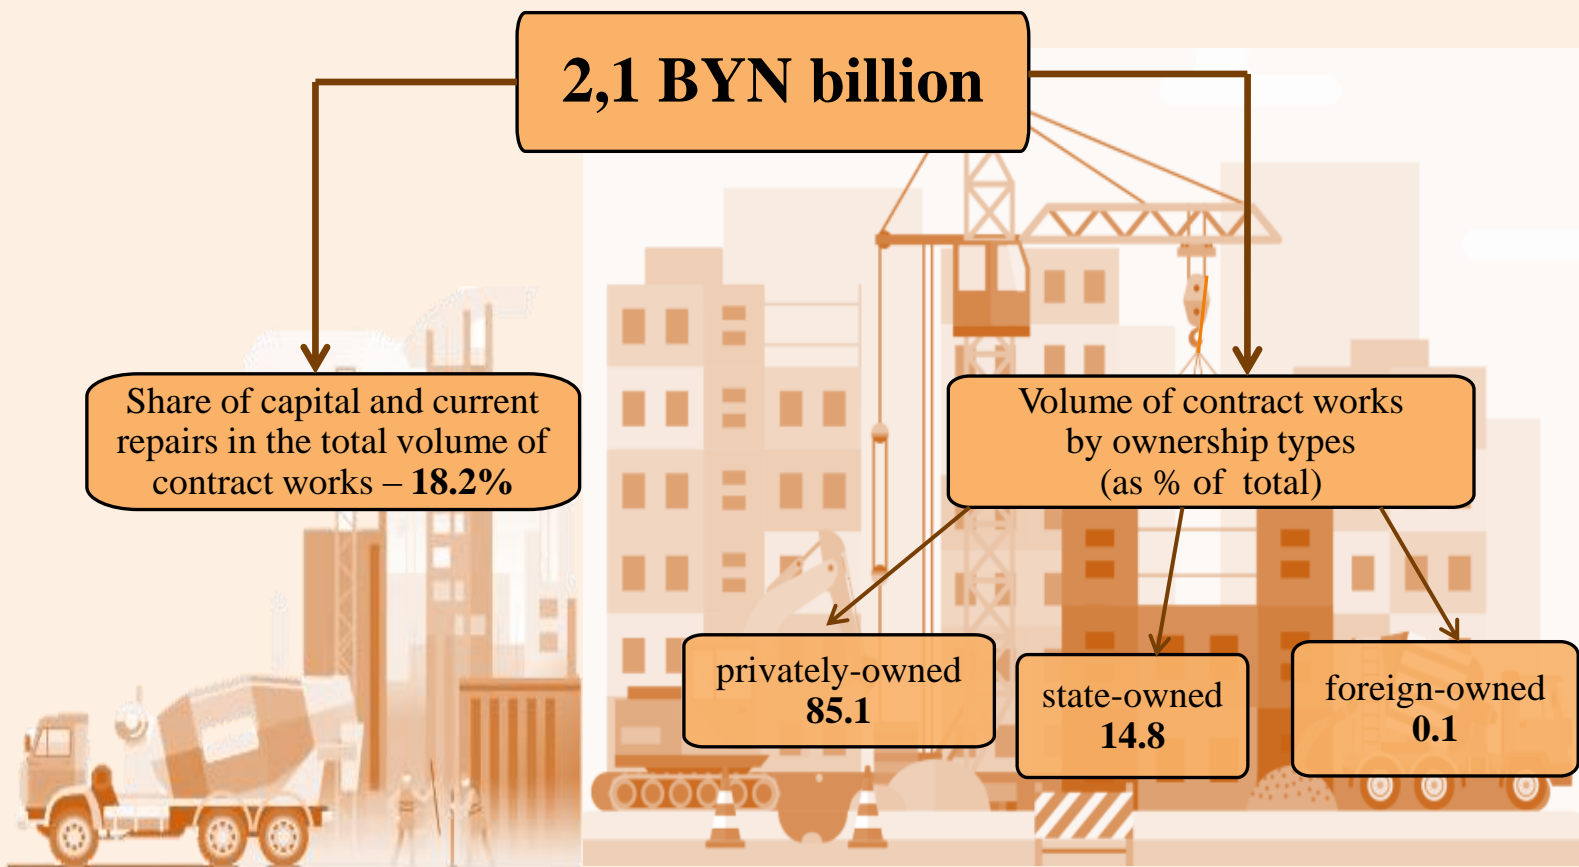 2,1 BYN billion
Share of capital and current
repairs in the total volume of
contract works – 18.2%
Volume of contract works
by ownership types
(as % of total)
privately-owned
85.1
state-owned
14.8
foreign-owned
0.1